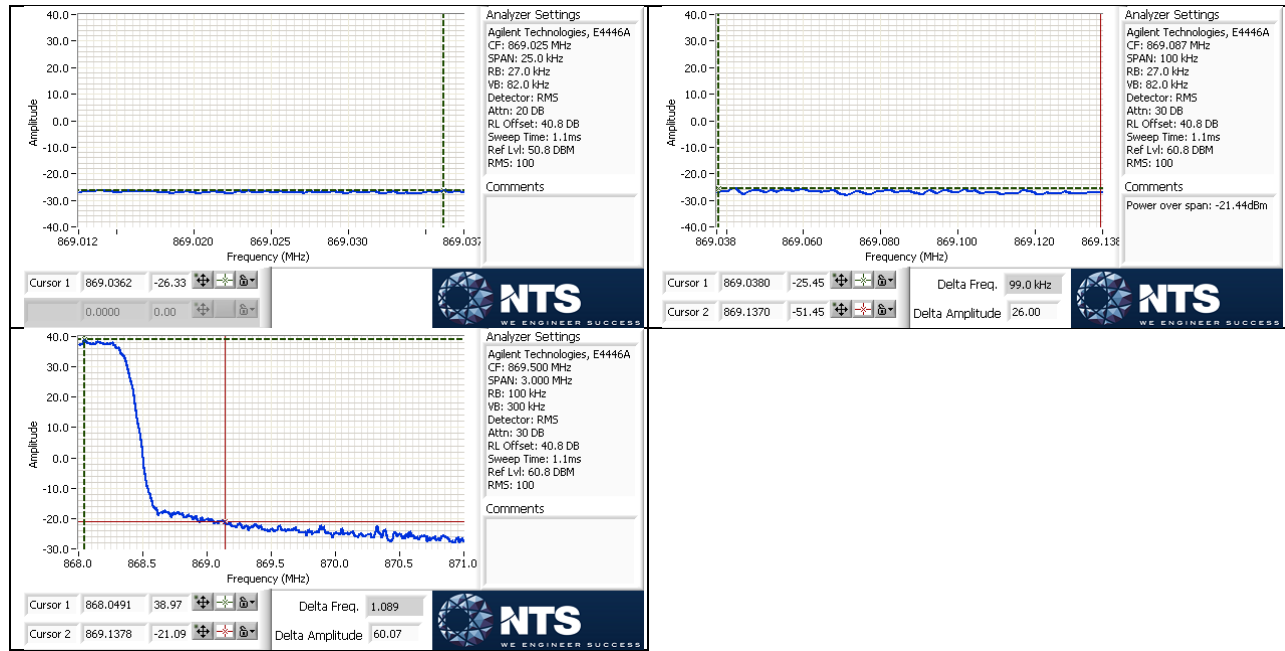 40.0
30.0
20.0
10.0
0.0
-10.0
-20.0
-30.0
-40.0
Amplitude
869.012 869.020 869.025 869.030 869.037
Frequency (MHz)
Analyzer Settings
Agilent Technologies, E4446A
CF: 869.025 MHz
SPAN: 25.0 kHz
RB: 27.0 kHz
VB: 82.0 kHz
Detector: RMS
Attn: 20 DB
RL Offset: 40.8 DB
Sweep Time: 1.1ms
Ref Lvl: 50.8 DBM
RMS: 100
Comments
Cursor 1 869.0362 -26.33
0.0000 0.00
NTS
WE ENGINEER SUCCESS
40.0
30.0
20.0
10.0
0.0
-10.0
-20.0
-30.0
-40.0
Amplitude
869.038 869.060 869.080 869.100 869.120 869.138
Frequency (MHz)
Analyzer Settings
Agilent Technologies, E4446A
CF: 869.087 MHz
SPAN: 100 kHz
RB: 27.0 kHz
VB: 82.0 kHz
Detector: RMS
Attn: 30 DB
RL Offset: 40.8 DB
Sweep Time: 1.1ms
Ref Lvl: 60.8 DBM
RMS: 100
Comments
Power over span: -21.44dBm
Cursor 1 869.0380 -25.45
Cursor 2 869.1370 -51.45
Delta Freq. 99.0 kHz
Delta Amplitude 26.00
NTS
WE ENGINEER SUCCESS
40.0
30.0
20.0
10.0
0.0
-10.0
-20.0
-30.0
Amplitude
868.0 868.5 869.0 869.5 870.0 870.5 871.0
Frequency (MHz)
Analyzer Settings
Agilent Technologies, E4446A
CF: 869.500 MHz
SPAN: 3.000 MHz
RB: 100 kHz
VB: 300 kHz
Detector: RMS
Attn: 30 DB
RL Offset: 40.8 DB
Sweep Time: 1.1ms
Ref Lvl: 60.8 DBM
RMS: 100
Comments
Cursor 1 868.0491 38.97
Cursor 2 869.1378 -21.09
Delta Freq. 1.089
Delta Amplitude 60.07
NTS
WE ENGINEER SUCCESS